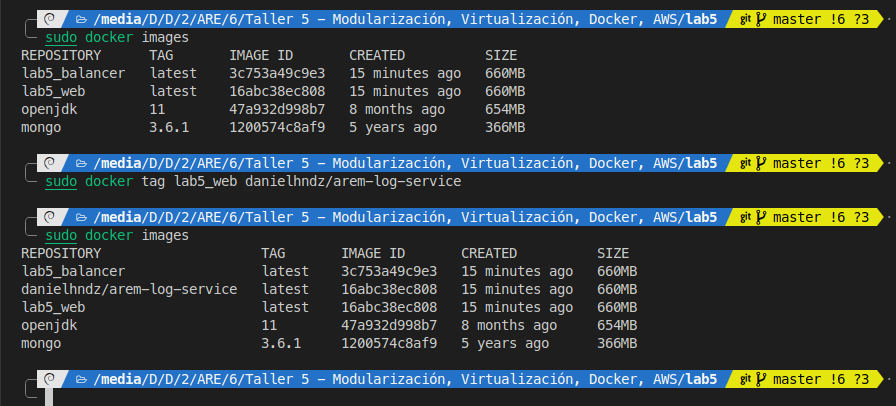 /media/D/D/2/ARE/6/Taller 5 – Modularización, Virtualización, Docker, AWS/lab5 git master !6 ?3
sudo docker images
REPOSITORY TAG IMAGE ID CREATED SIZE
lab5_balancer latest 3c753a49c9e3 15 minutes ago 660MB
lab5_web latest 16abc38ec808 15 minutes ago 660MB
openjdk 11 47a932d998b7 8 months ago 654MB
mongo 3.6.1 1200574c8af9 5 years ago 366MB
/media/D/D/2/ARE/6/Taller 5 – Modularización, Virtualización, Docker, AWS/lab5 git master !6 ?3
sudo docker tag lab5_web danielhndz/arem-log-service
/media/D/D/2/ARE/6/Taller 5 – Modularización, Virtualización, Docker, AWS/lab5 git master !6 ?3
sudo docker images
REPOSITORY TAG IMAGE ID CREATED SIZE
lab5_balancer latest 3c753a49c9e3 15 minutes ago 660MB
danielhndz/arem-log-service latest 16abc38ec808 15 minutes ago 660MB
lab5_web latest 16abc38ec808 15 minutes ago 660MB
openjdk 11 47a932d998b7 8 months ago 654MB
mongo 3.6.1 1200574c8af9 5 years ago 366MB
/media/D/D/2/ARE/6/Taller 5 – Modularización, Virtualización, Docker, AWS/lab5 git master !6 ?3